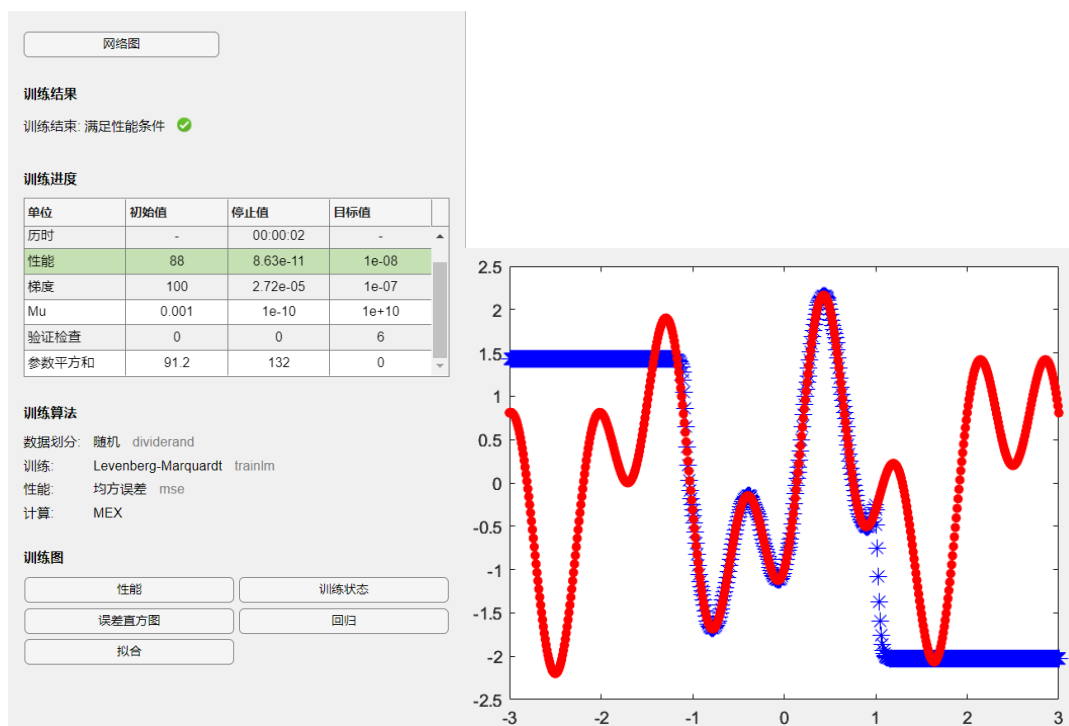 网络图
训练结果
训练结束: 满足性能条件
训练进度
单位 初始值 停止值 目标值
历时 - 00:00:02 -
性能 88 8.63e-11 1e-08
梯度 100 2.72e-05 1e-07
Mu 0.001 1e-10 1e+10
验证检查 0 0 6
参数平方和 91.2 132 0
训练算法
数据划分: 随机 dividerand
训练: Levenberg-Marquardt trainlm
性能: 均方误差 mse
计算: MEX
训练图
性能 训练状态
误差直方图 回归
拟合
2.5
2
1.5
1
0.5
0
-0.5
-1
-1.5
-2
-2.5
-3 -2 -1 0 1 2 3